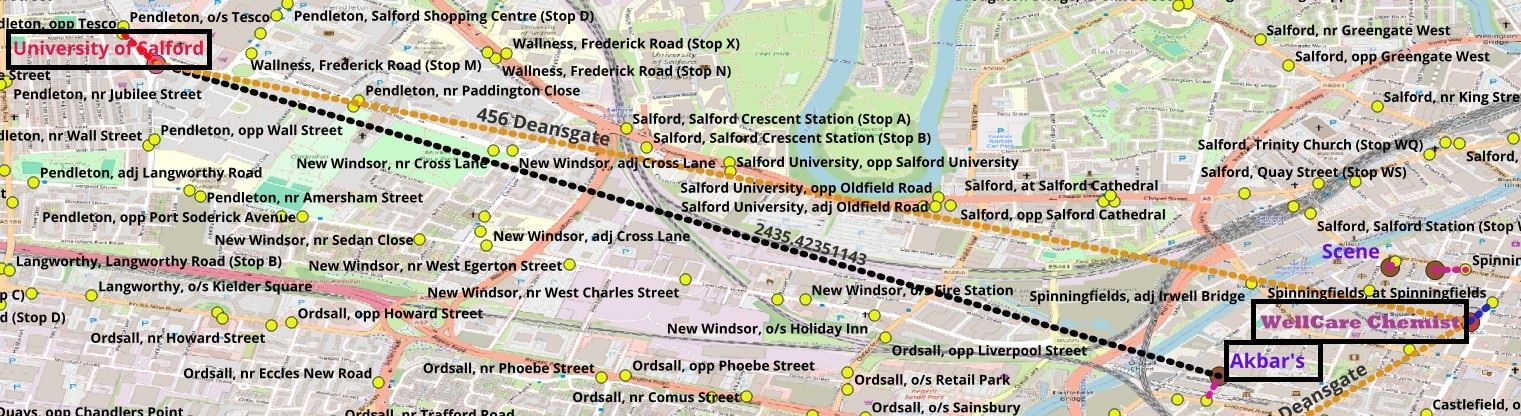 dleton, opp Tesco
Pendleton, o/s Tesco
Pendleton, Salford Shopping Centre (Stop D)
University of Salford
Wallness, Frederick Road (Stop X)
Wallness, Frederick Road (Stop M)
Wallness, Frederick Road (Stop N)
Salford, nr Greengate West
Salford, opp Greengate West
e Street
Pendleton, nr Jubilee Street
Pendleton, nr Paddington Close
Salford, nr King Stre
456 Deansgate
Salford, Salford Crescent Station (Stop A)
Salford, Salford Crescent Station (Stop B)
dleton, nr Wall Street
Pendleton, opp Wall Street
Salford, Trinity Church (Stop WQ)
Salford,
New Windsor, nr Cross Lane
New Windsor, adj Cross Lane
Salford University, opp Salford University
Pendleton, adj Langworthy Road
Salford, Quay Street (Stop WS)
Salford University, opp Oldfield Road
Salford, at Salford Cathedral
Pendleton, nr Amersham Street
Salford University, adj Oldfield Road
Salford, opp Salford Cathedral
Pendleton, opp Port Soderick Avenue
Salford, Salford Station (Stop
New Windsor, nr Sedan Close
New Windsor, adj Cross Lane
2435.42351143
Scene
Langworthy, Langworthy Road (Stop B)
New Windsor, nr West Egerton Street
Spinnin
Langworthy, o/s Kielder Square
New Windsor, nr West Charles Street
New Windsor, o/s Fire Station
Spinningfields, adj Irwell Bridge
Spinningfields, at Spinningfields
p C)
d (Stop D)
Ordsall, opp Howard Street
WellCare Chemist
New Windsor, o/s Holiday Inn
Ordsall, nr Howard Street
Ordsall, opp Liverpool Street
Akbar's
Ordsall, nr Eccles New Road
Ordsall, nr Phoebe Street
Ordsall, opp Phoebe Street
Ordsall, o/s Retail Park
Deansgate
Ordsall, nr Comus Street
Quays, opp Chandlers Point
Ordsall, nr Trafford Road
Ordsall, o/s Sainsbury
Castlefield, o